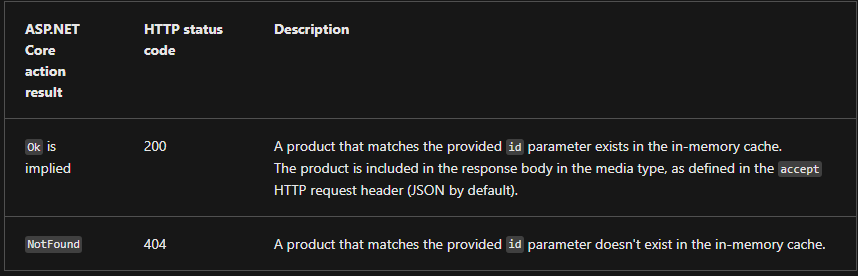 ASP.NET
Core
action
result
HTTP status
code
Description
Ok is
implied
200
A product that matches the provided id parameter exists in the in-memory cache.
The product is included in the response body in the media type, as defined in the accept
HTTP request header (JSON by default).
NotFound
404
A product that matches the provided id parameter doesn't exist in the in-memory cache.